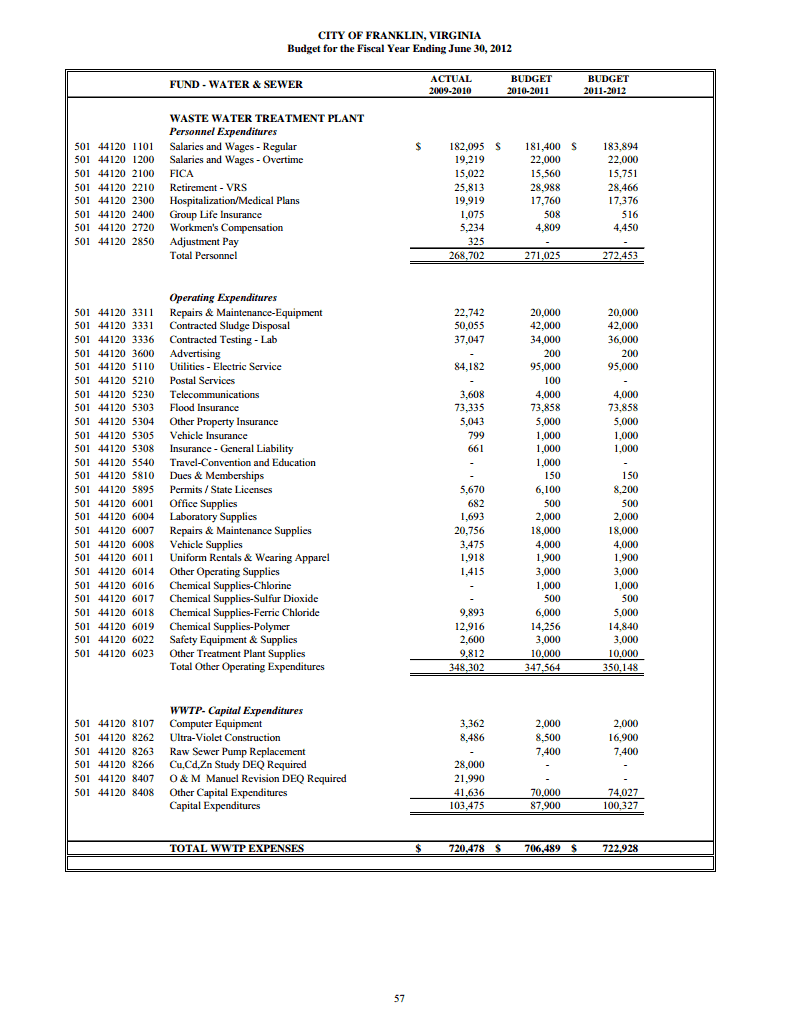 CITY OF FRANKLIN, VIRGINIA
Budget for the Fiscal Year Ending June 30, 2012
FUND - WATER & SEWER ACTUAL 2009-2010 BUDGET 2010-2011 BUDGET 2011-2012
WASTE WATER TREATMENT PLANT
Personnel Expenditures
501 44120 1101 Salaries and Wages - Regular $ 182,095 $ 181,400 $ 183,894
501 44120 1200 Salaries and Wages - Overtime 19,219 22,000 22,000
501 44120 2100 FICA 15,022 15,560 15,751
501 44120 2210 Retirement - VRS 25,813 28,988 28,466
501 44120 2300 Hospitalization/Medical Plans 19,919 17,760 17,376
501 44120 2400 Group Life Insurance 1,075 508 516
501 44120 2720 Workmen's Compensation 5,234 4,809 4,450
501 44120 2850 Adjustment Pay 325 - -
Total Personnel 268,702 271,025 272,453
Operating Expenditures
501 44120 3311 Repairs & Maintenance-Equipment 22,742 20,000 20,000
501 44120 3331 Contracted Sludge Disposal 50,055 42,000 42,000
501 44120 3336 Contracted Testing - Lab 37,047 34,000 36,000
501 44120 3600 Advertising - 200 200
501 44120 5110 Utilities - Electric Service 84,182 95,000 95,000
501 44120 5210 Postal Services - 100 -
501 44120 5230 Telecommunications 3,608 4,000 4,000
501 44120 5303 Flood Insurance 73,335 73,858 73,858
501 44120 5304 Other Property Insurance 5,043 5,000 5,000
501 44120 5305 Vehicle Insurance 799 1,000 1,000
501 44120 5308 Insurance - General Liability 661 1,000 1,000
501 44120 5540 Travel-Convention and Education - 1,000 -
501 44120 5810 Dues & Memberships - 150 150
501 44120 5895 Permits / State Licenses 5,670 6,100 8,200
501 44120 6001 Office Supplies 682 500 500
501 44120 6004 Laboratory Supplies 1,693 2,000 2,000
501 44120 6007 Repairs & Maintenance Supplies 20,756 18,000 18,000
501 44120 6008 Vehicle Supplies 3,475 4,000 4,000
501 44120 6011 Uniform Rentals & Wearing Apparel 1,918 1,900 1,900
501 44120 6014 Other Operating Supplies 1,415 3,000 3,000
501 44120 6016 Chemical Supplies-Chlorine - 1,000 1,000
501 44120 6017 Chemical Supplies-Sulfur Dioxide - 500 500
501 44120 6018 Chemical Supplies-Ferric Chloride 9,893 6,000 5,000
501 44120 6019 Chemical Supplies-Polymer 12,916 14,256 14,840
501 44120 6022 Safety Equipment & Supplies 2,600 3,000 3,000
501 44120 6023 Other Treatment Plant Supplies 9,812 10,000 10,000
Total Other Operating Expenditures 348,302 347,564 350,148
WWTP- Capital Expenditures
501 44120 8107 Computer Equipment 3,362 2,000 2,000
501 44120 8262 Ultra-Violet Construction 8,486 8,500 16,900
501 44120 8263 Raw Sewer Pump Replacement - 7,400 7,400
501 44120 8266 Cu,Cd,Zn Study DEQ Required 28,000 - -
501 44120 8407 O & M Manuel Revision DEQ Required 21,990 - -
501 44120 8408 Other Capital Expenditures 41,636 70,000 74,027
Capital Expenditures 103,475 87,900 100,327
TOTAL WWTP EXPENSES $ 720,478 $ 706,489 $ 722,928
57